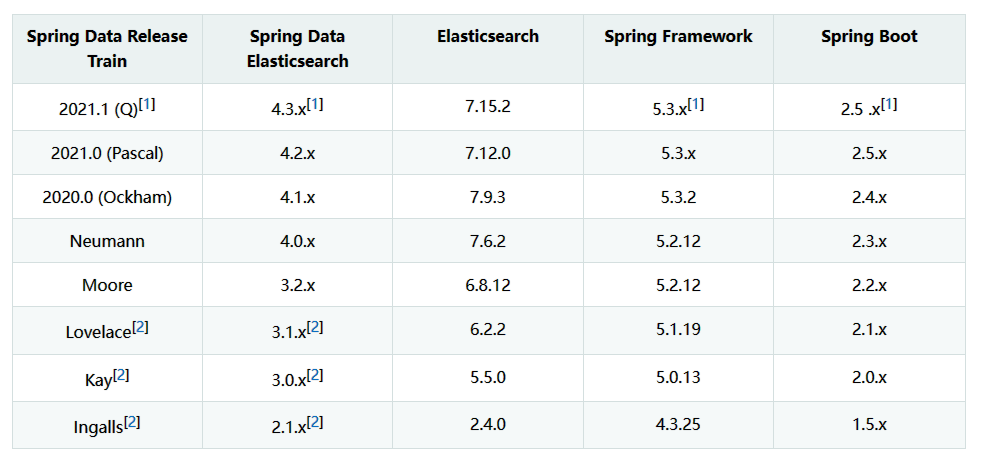 Spring Data Release Train Spring Data Elasticsearch Elasticsearch Spring Framework Spring Boot
2021.1 (Q)[1] 4.3.x[1] 7.15.2 5.3.x[1] 2.5 .x[1]
2021.0 (Pascal) 4.2.x 7.12.0 5.3.x 2.5.x
2020.0 (Ockham) 4.1.x 7.9.3 5.3.2 2.4.x
Neumann 4.0.x 7.6.2 5.2.12 2.3.x
Moore 3.2.x 6.8.12 5.2.12 2.2.x
Lovelace[2] 3.1.x[2] 6.2.2 5.1.19 2.1.x
Kay[2] 3.0.x[2] 5.5.0 5.0.13 2.0.x
Ingalls[2] 2.1.x[2] 2.4.0 4.3.25 1.5.x